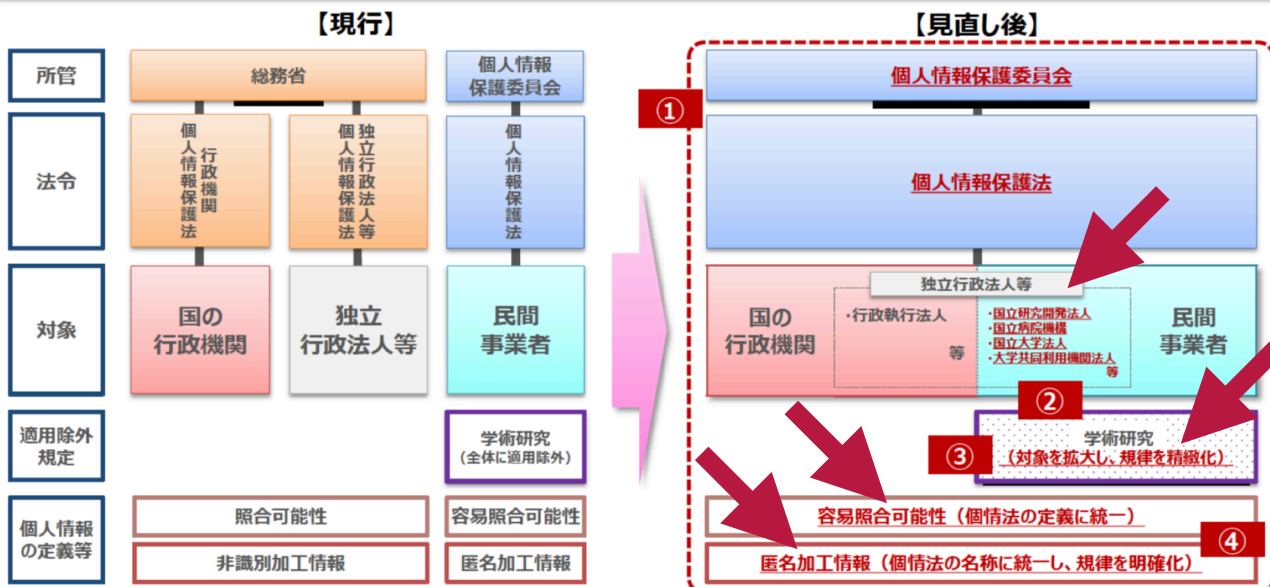 【現行】
【見直し後】
所管
総務省
個人情報
保護委員会
個人情報保護委員会
①
法令
行政機関
個人情報保護法
独立行政法人等
個人情報保護法
個人情報保護法
個人情報保護法
対象
国の
行政機関
独立
行政法人等
民間
事業者
国の
行政機関
独立行政法人等
・行政執行法人
等
・国立研究開発法人
・国立病院機構
・国立大学法人
・大学共同利用機関法人
等
民間
事業者
②
適用除外
規定
学術研究
(全体に適用除外)
③
学術研究
(対象を拡大し、規律を精緻化)
個人情報
の定義等
照合可能性
容易照合可能性
容易照合可能性（個情法の定義に統一）
④
非識別加工情報
匿名加工情報
匿名加工情報（個情法の名称に統一し、規律を明確化）